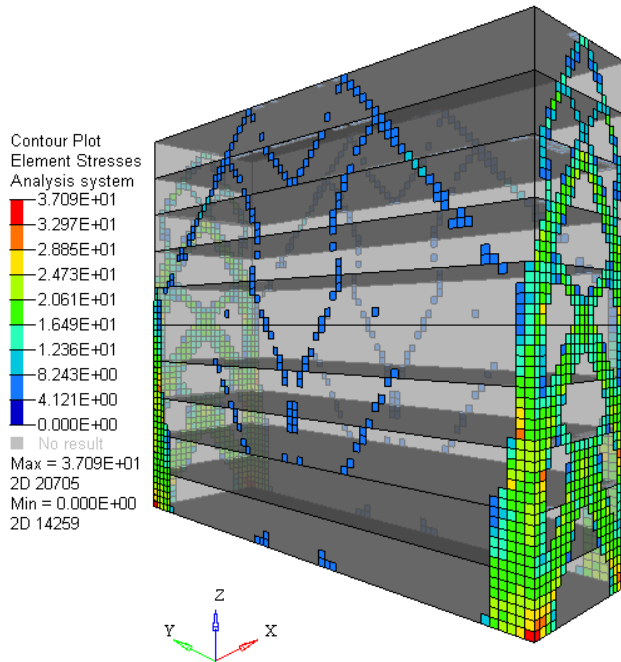 Contour Plot
Element Stresses
Analysis system
3.709E+01
3.297E+01
2.885E+01
2.473E+01
2.061E+01
1.649E+01
1.236E+01
8.243E+00
4.121E+00
0.000E+00
No result
Max = 3.709E+01
2D 20705
Min = 0.000E+00
2D 14259
Z
Y
X